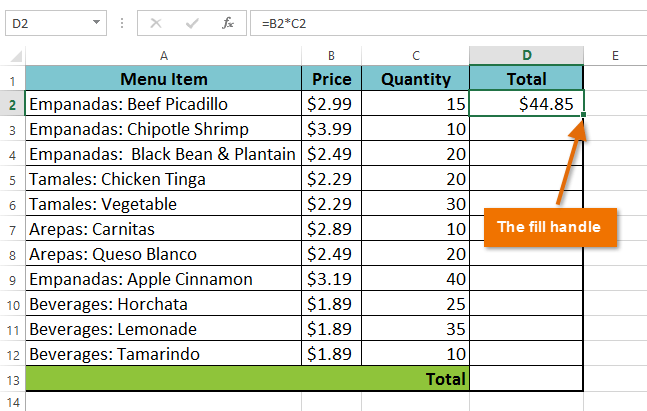 D2 fx =B2*C2
A B C D E
1 Menu Item Price Quantity Total
2 Empanadas: Beef Picadillo $2.99 15 $44.85
3 Empanadas: Chipotle Shrimp $3.99 10
4 Empanadas: Black Bean & Plantain $2.49 20
5 Tamales: Chicken Tinga $2.29 20
6 Tamales: Vegetable $2.29 30
7 Arepas: Carnitas $2.89 10
The fill handle
8 Arepas: Queso Blanco $2.49 20
9 Empanadas: Apple Cinnamon $3.19 40
10 Beverages: Horchata $1.89 25
11 Beverages: Lemonade $1.89 35
12 Beverages: Tamarindo $1.89 10
13 Total
14